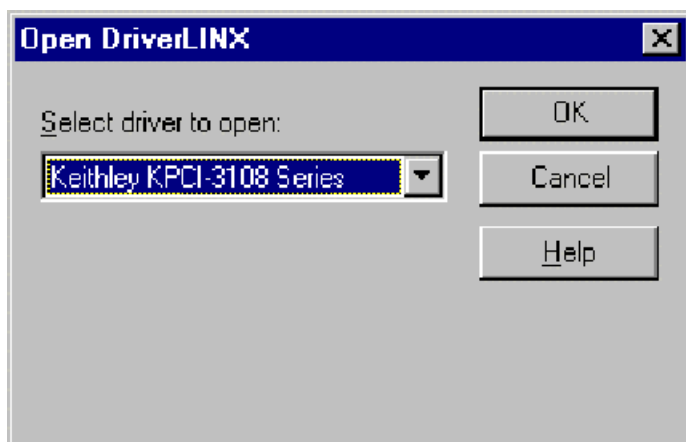 Open DriverLINX
Select driver to open:
Keithley KPCI-3108 Series
OK
Cancel
Help